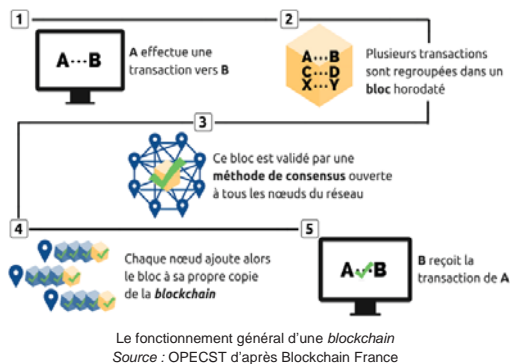 1
A···B
A effectue une
transaction vers B
2
A···B
C···D
X···Y
Plusieurs transactions
sont regroupées dans un
bloc horodaté
3
Ce bloc est validé par une
méthode de consensus ouverte
à tous les nœuds du réseau
4
Chaque nœud ajoute alors
le bloc à sa propre copie
de la blockchain
5
A B
B reçoit la
transaction de A
Le fonctionnement général d'une blockchain
Source : OPECST d'après Blockchain France